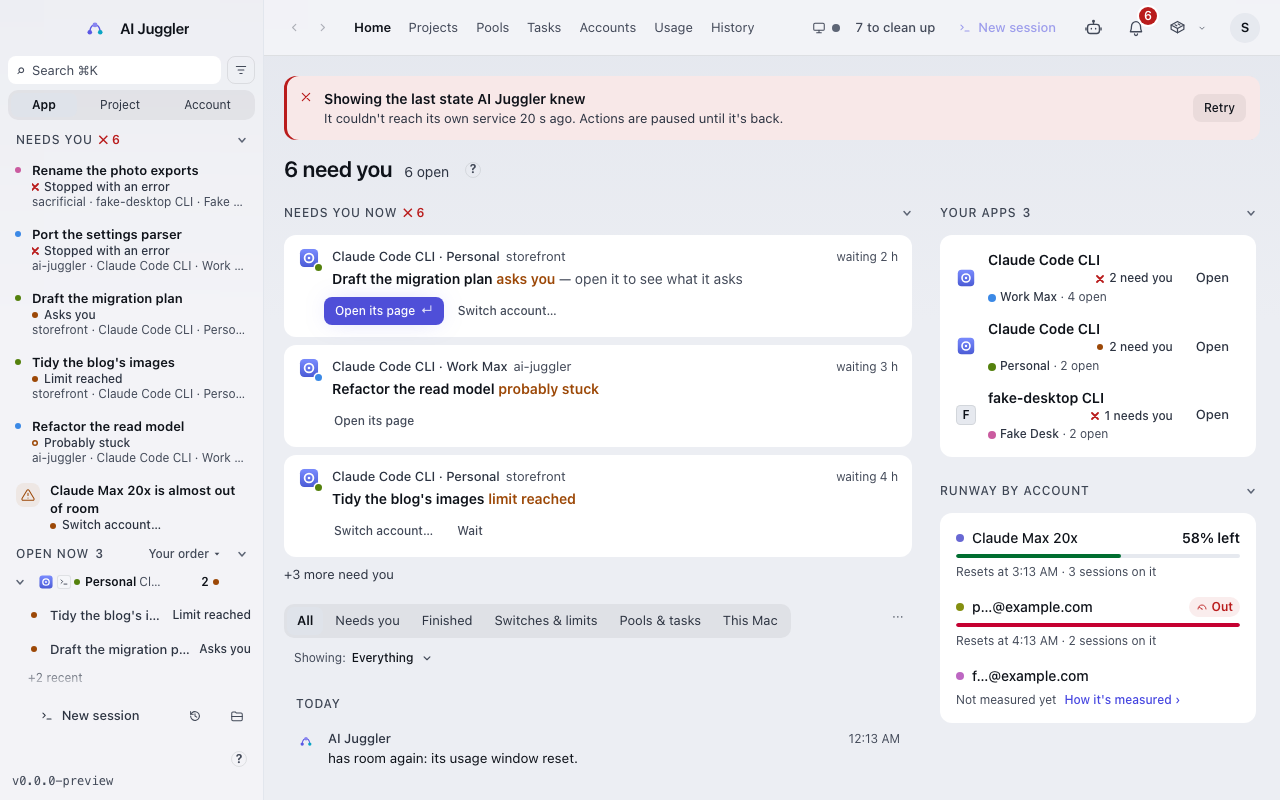 AI Juggler
Search ⌘K
App Project Account
NEEDS YOU 6
Rename the photo exports
Stopped with an error
sacrificial · fake-desktop CLI · Fake ...
Port the settings parser
Stopped with an error
ai-juggler · Claude Code CLI · Work ...
Draft the migration plan
Asks you
storefront · Claude Code CLI · Perso...
Tidy the blog's images
Limit reached
storefront · Claude Code CLI · Perso...
Refactor the read model
Probably stuck
ai-juggler · Claude Code CLI · Work ...
Claude Max 20x is almost out
of room
Switch account...
OPEN NOW 3 Your order
Personal Cl... 2
Tidy the blog's i... Limit reached
Draft the migration p... Asks you
+2 recent
New session
?
v0.0.0-preview
Home Projects Pools Tasks Accounts Usage History
7 to clean up
New session
6
S
Showing the last state AI Juggler knew
It couldn't reach its own service 20 s ago. Actions are paused until it's back.
Retry
6 need you 6 open ?
NEEDS YOU NOW 6
Claude Code CLI · Personal storefront waiting 2 h
Draft the migration plan asks you — open it to see what it asks
Open its page ↵ Switch account...
Claude Code CLI · Work Max ai-juggler waiting 3 h
Refactor the read model probably stuck
Open its page
Claude Code CLI · Personal storefront waiting 4 h
Tidy the blog's images limit reached
Switch account... Wait
+3 more need you
All Needs you Finished Switches & limits Pools & tasks This Mac
...
Showing: Everything
TODAY
AI Juggler 12:13 AM
has room again: its usage window reset.
YOUR APPS 3
Claude Code CLI
2 need you Open
Work Max · 4 open
Claude Code CLI
2 need you Open
Personal · 2 open
F
fake-desktop CLI
1 needs you Open
Fake Desk · 2 open
RUNWAY BY ACCOUNT
Claude Max 20x 58% left
Resets at 3:13 AM · 3 sessions on it
p...@example.com Out
Resets at 4:13 AM · 2 sessions on it
f...@example.com
Not measured yet How it's measured ›